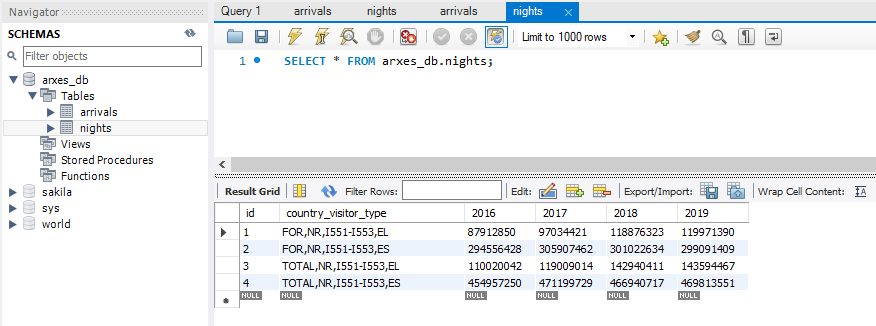 Navigator
SCHEMAS
Filter objects
arxes_db
Tables
arrivals
nights
Views
Stored Procedures
Functions
sakila
sys
world
Query 1 arrivals nights arrivals nights
Limit to 1000 rows
1 SELECT * FROM arxes_db.nights;
Result Grid Filter Rows: Edit: Export/Import: Wrap Cell Content:
id country_visitor_type 2016 2017 2018 2019
1 FOR,NR,I551-I553,EL 87912850 97034421 118876323 119971390
2 FOR,NR,I551-I553,ES 294556428 305907462 301022634 299091409
3 TOTAL,NR,I551-I553,EL 110020042 119009014 142940411 143594467
4 TOTAL,NR,I551-I553,ES 454957250 471199729 466940717 469813551
NULL NULL NULL NULL NULL NULL